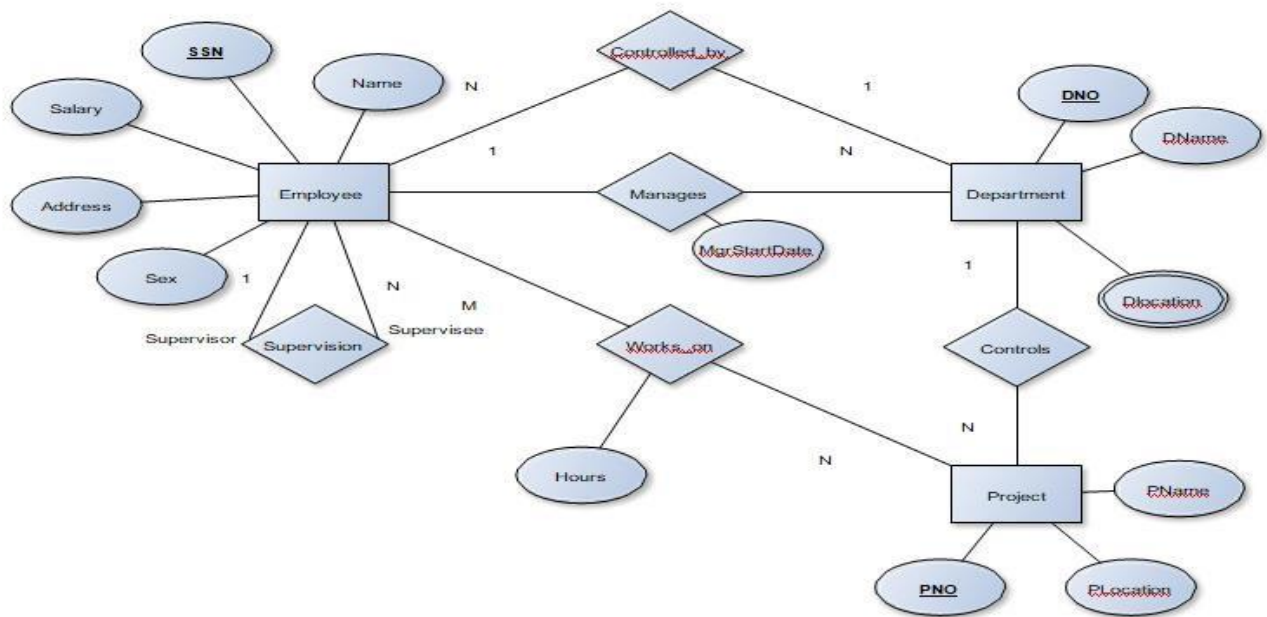 SSN
Controlled_by
Name
N
1
DNO
Salary
DName
1
N
Employee
Manages
Department
Address
MgrStartDate
Sex
1
N
1
Dlocation
M
Supervisor
Supervisee
Supervision
Works_on
Controls
N
N
Hours
PName
Project
PNO
PLocation